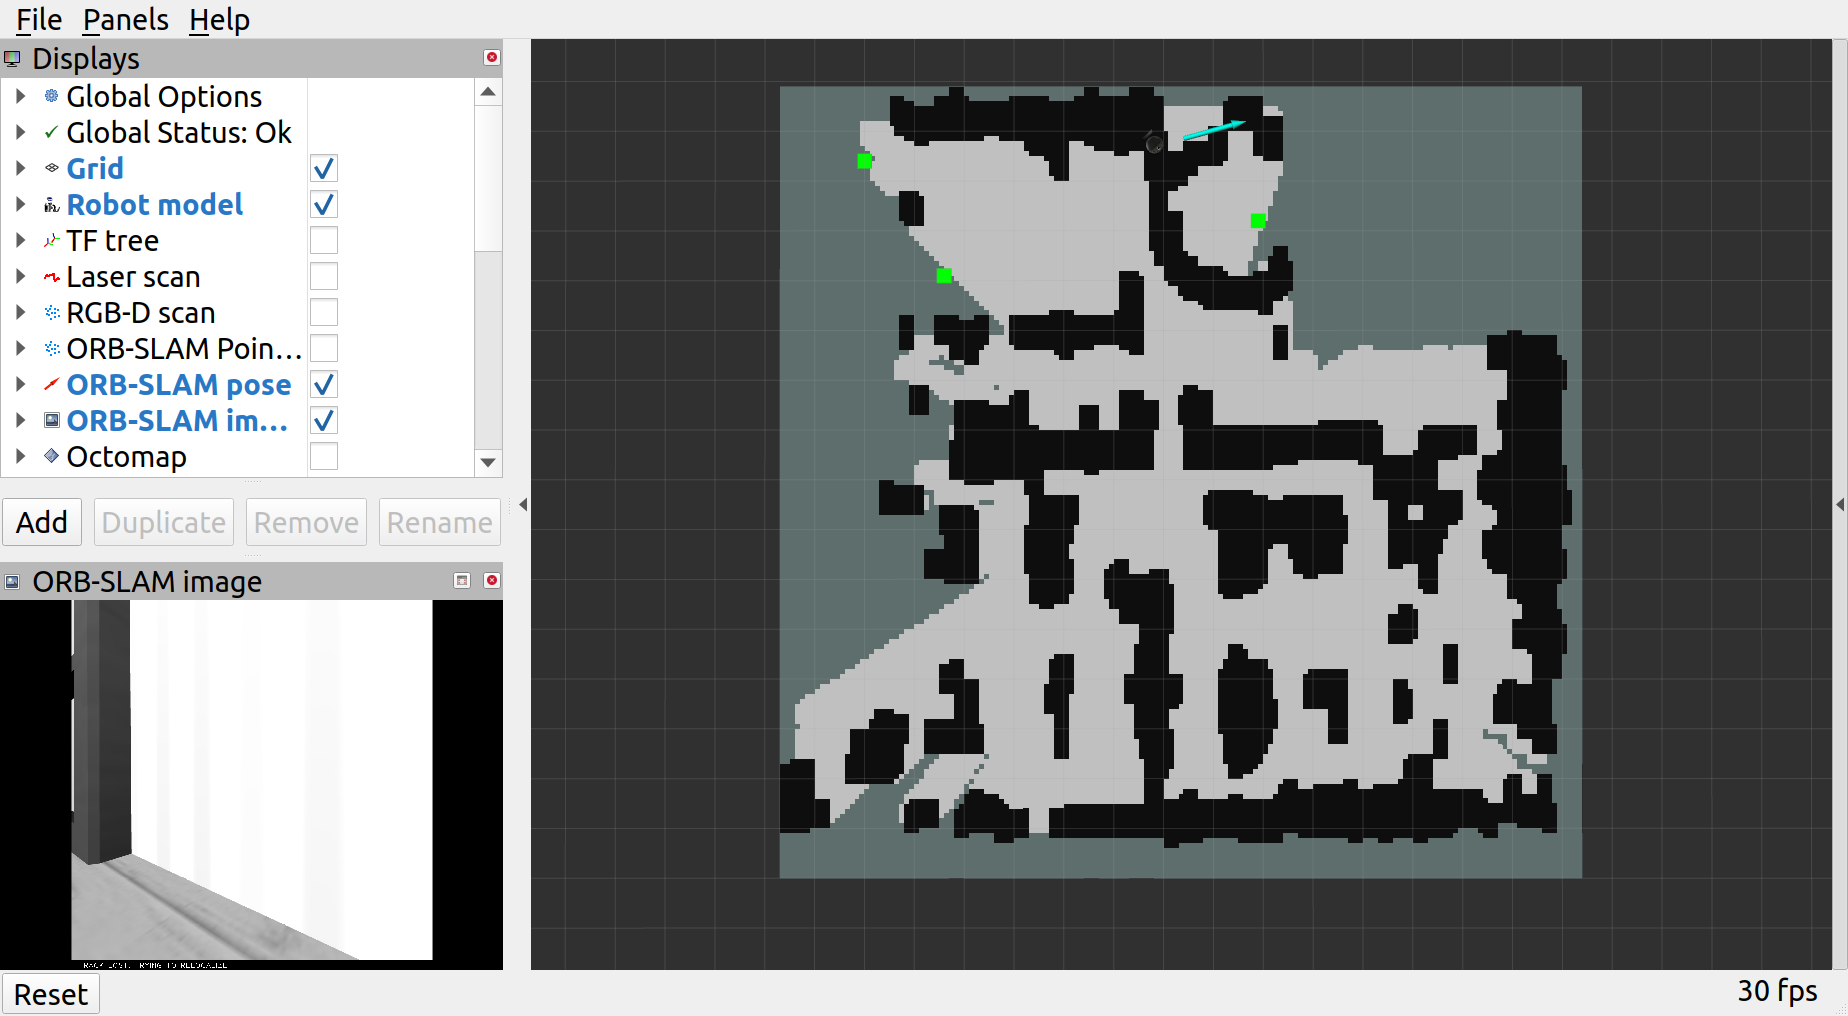 File Panels Help
Displays
Global Options
Global Status: Ok
Grid
Robot model
TF tree
Laser scan
RGB-D scan
ORB-SLAM Poin...
ORB-SLAM pose
ORB-SLAM im...
Octomap
Add Duplicate Remove Rename
ORB-SLAM image
RACK LOST. TRYING TO RELOCALIZE
Reset
30 fps